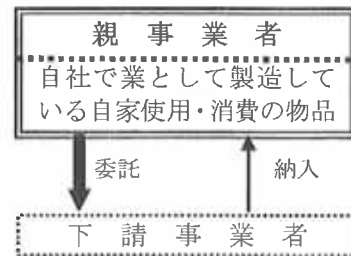 親事業者
自社で業として製造して
いる自家使用・消費の物品
委託
納入
下請事業者